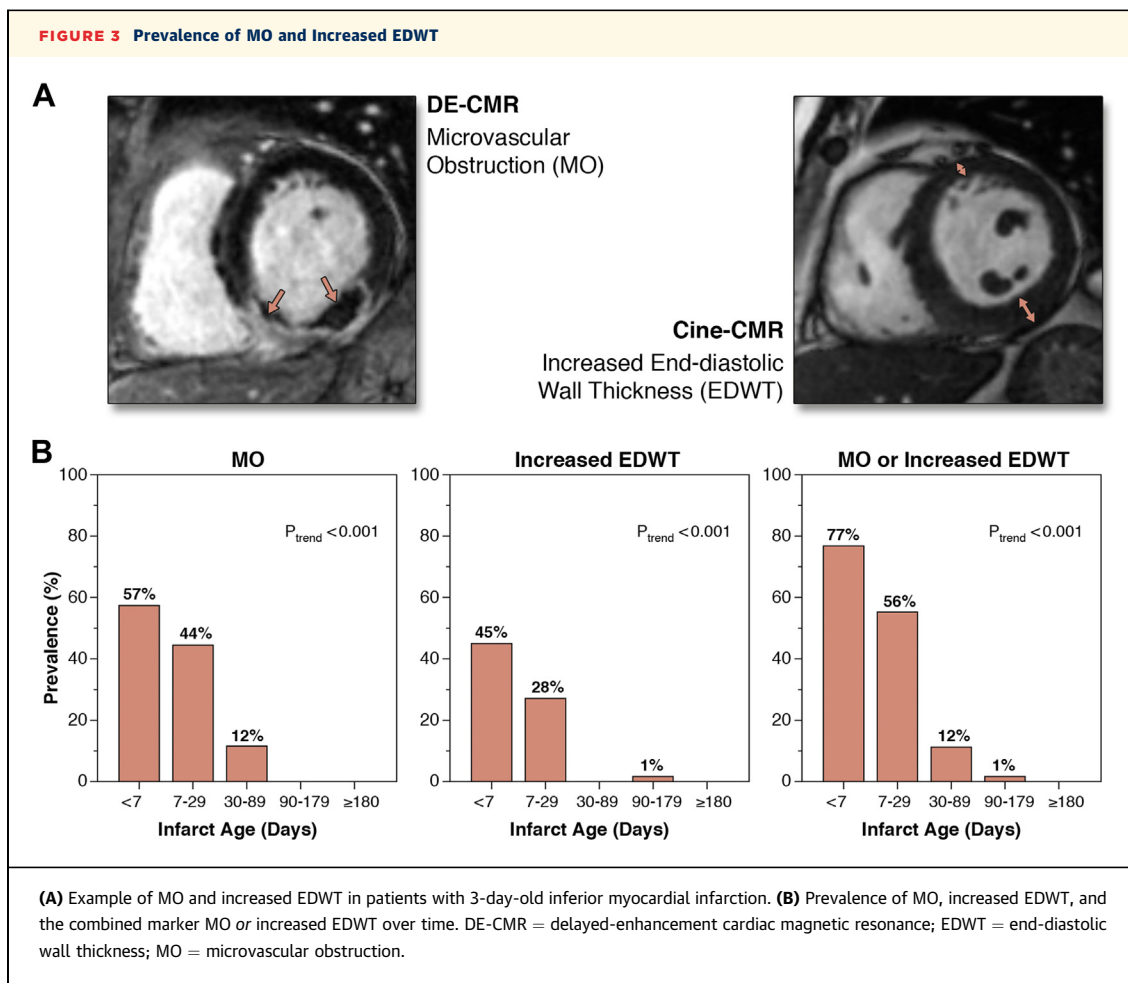 FIGURE 3 Prevalence of MO and Increased EDWT
A
DE-CMR
Microvascular
Obstruction (MO)
Cine-CMR
Increased End-diastolic
Wall Thickness (EDWT)
B
MO
Prevalence (%)
100
80
60
40
20
0
P trend <0.001
57%
44%
12%
<7 7-29 30-89 90-179 ≥180
Infarct Age (Days)
Increased EDWT
100
80
60
40
20
0
P trend <0.001
45%
28%
1%
<7 7-29 30-89 90-179 ≥180
Infarct Age (Days)
MO or Increased EDWT
100
80
60
40
20
0
P trend <0.001
77%
56%
12%
1%
<7 7-29 30-89 90-179 ≥180
Infarct Age (Days)
(A) Example of MO and increased EDWT in patients with 3-day-old inferior myocardial infarction. (B) Prevalence of MO, increased EDWT, and
the combined marker MO or increased EDWT over time. DE-CMR = delayed-enhancement cardiac magnetic resonance; EDWT = end-diastolic
wall thickness; MO = microvascular obstruction.